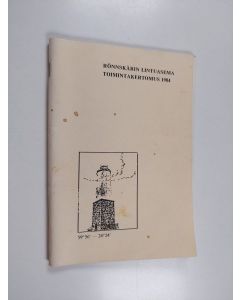 RÖNNSKÄRIN LINTUASEMA
TOIMINTAKERTOMUS 1984